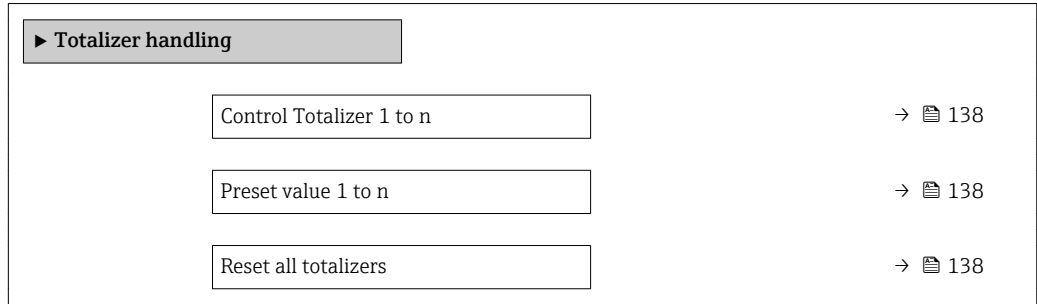 ▶ Totalizer handling
Control Totalizer 1 to n → 🖹 138
Preset value 1 to n → 🖹 138
Reset all totalizers → 🖹 138